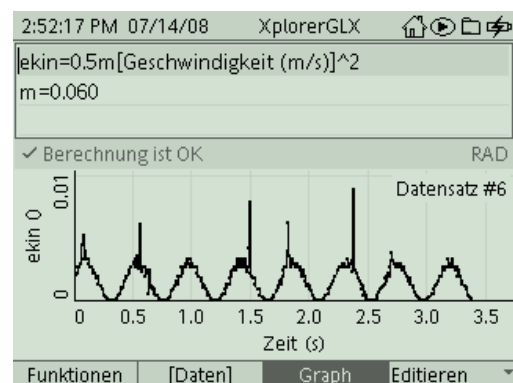 2:52:17 PM 07/14/08 XplorerGLX
ekin=0.5m[Geschwindigkeit (m/s)]^2
m=0.060
✓ Berechnung ist OK RAD
Datensatz #6
0.01
ekin ()
0
0 0.5 1.0 1.5 2.0 2.5 3.0 3.5
Zeit (s)
Funktionen [Daten] Graph Editieren